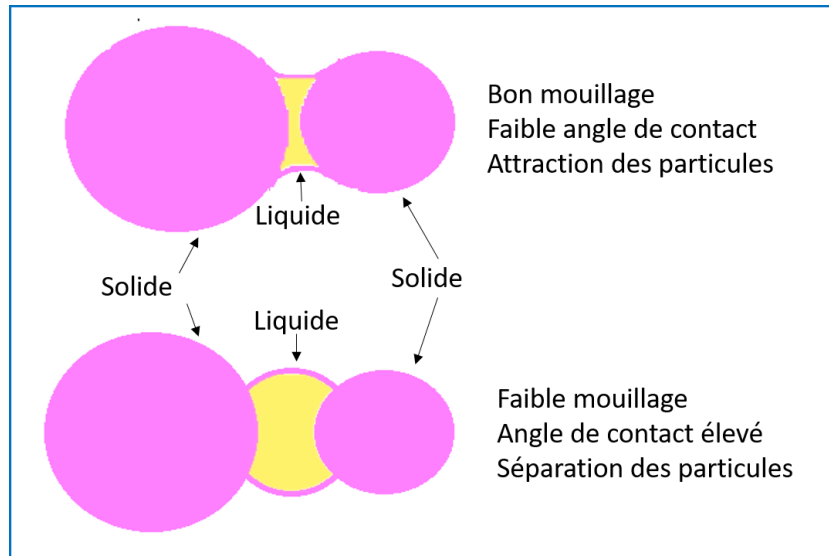 Bon mouillage
Faible angle de contact
Attraction des particules
Liquide
Solide
Solide
Liquide
Faible mouillage
Angle de contact élevé
Séparation des particules